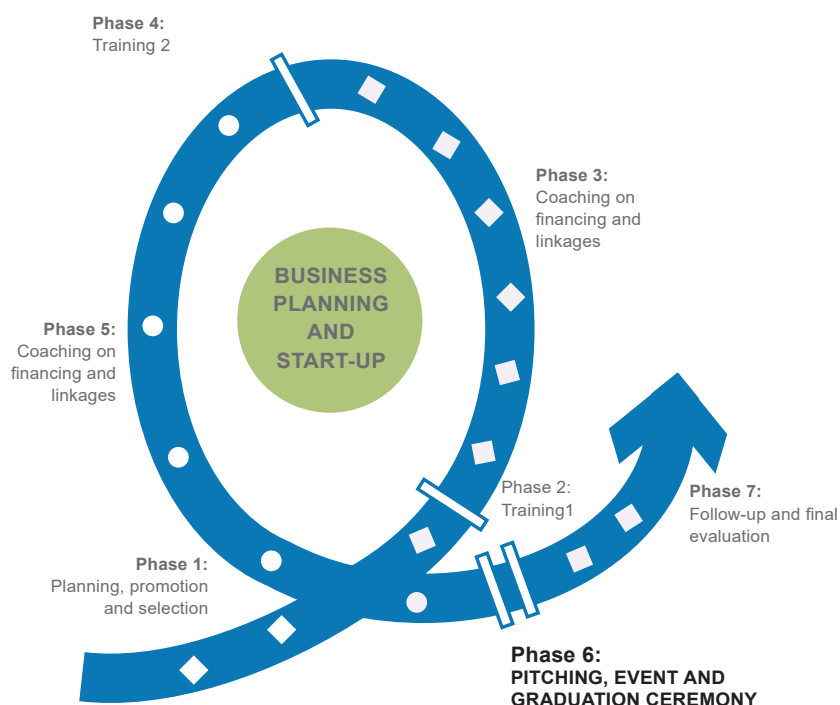 Phase 4:
Training 2
Phase 3:
Coaching on
financing and
linkages
BUSINESS
PLANNING
AND
START-UP
Phase 5:
Coaching on
financing and
linkages
Phase 2:
Training1
Phase 7:
Follow-up and final
evaluation
Phase 1:
Planning, promotion
and selection
Phase 6:
PITCHING, EVENT AND
GRADUATION CEREMONY